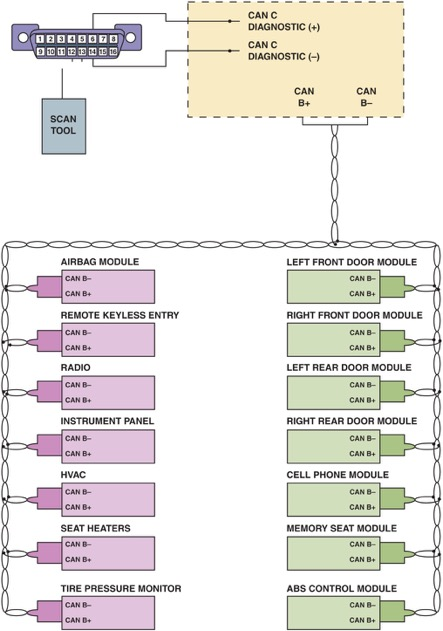 CAN C
DIAGNOSTIC (+)
1 2 3 4 5 6 7 8
9 10 11 12 13 14 15 16
CAN C
DIAGNOSTIC (–)
SCAN
TOOL
CAN
B+
CAN
B–
AIRBAG MODULE
CAN B–
CAN B+
REMOTE KEYLESS ENTRY
CAN B–
CAN B+
RADIO
CAN B–
CAN B+
INSTRUMENT PANEL
CAN B–
CAN B+
HVAC
CAN B–
CAN B+
SEAT HEATERS
CAN B–
CAN B+
TIRE PRESSURE MONITOR
CAN B–
CAN B+
LEFT FRONT DOOR MODULE
CAN B–
CAN B+
RIGHT FRONT DOOR MODULE
CAN B–
CAN B+
LEFT REAR DOOR MODULE
CAN B–
CAN B+
RIGHT REAR DOOR MODULE
CAN B–
CAN B+
CELL PHONE MODULE
CAN B–
CAN B+
MEMORY SEAT MODULE
CAN B–
CAN B+
ABS CONTROL MODULE
CAN B–
CAN B+